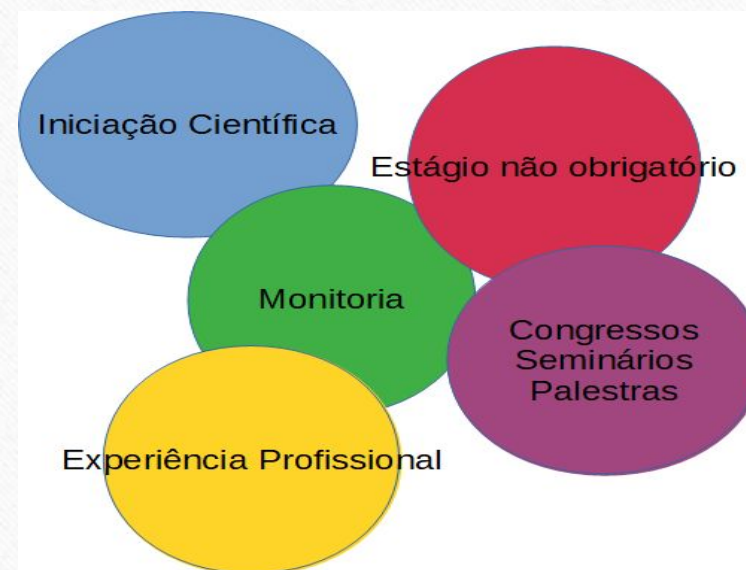 Iniciação Científica
Estágio não obrigatório
Monitoria
Congressos
Seminários
Palestras
Experiência Profissional